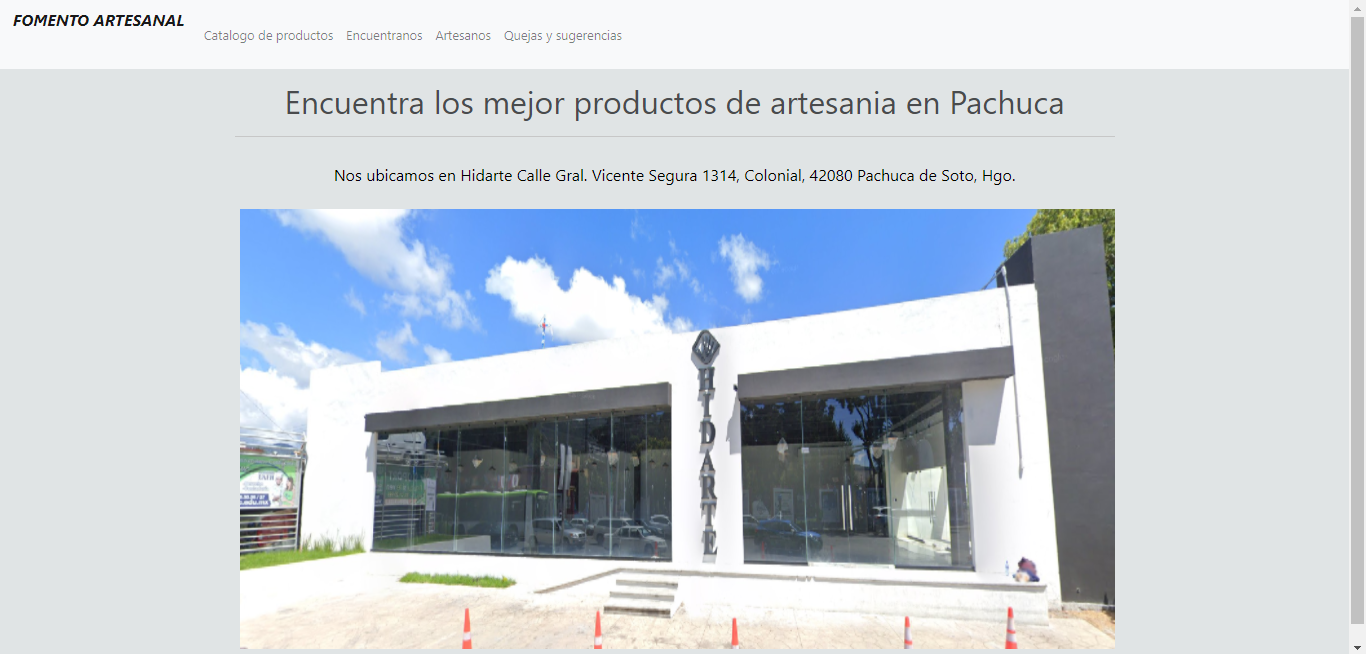 FOMENTO ARTESANAL
Catalogo de productos Encuentranos Artesanos Quejas y sugerencias
Encuentra los mejor productos de artesania en Pachuca
Nos ubicamos en Hidarte Calle Gral. Vicente Segura 1314, Colonial, 42080 Pachuca de Soto, Hgo.
HIDARTE